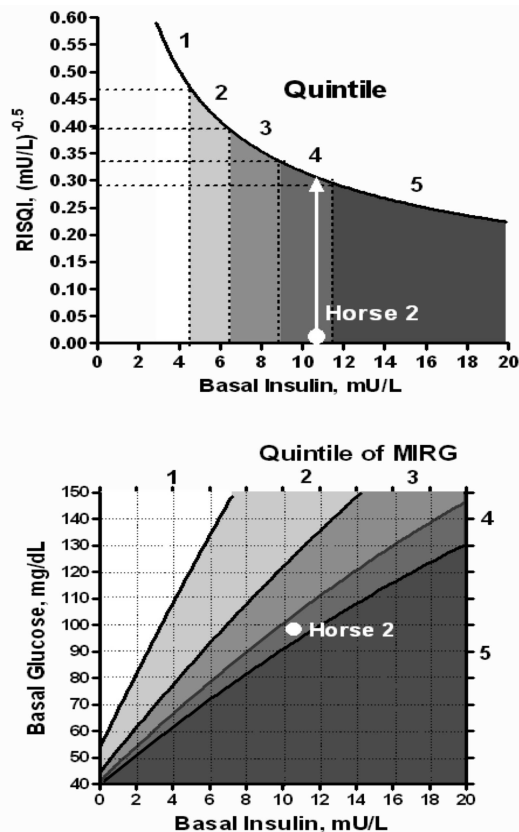 0.60
0.55
0.50
0.45
0.40
0.35
0.30
0.25
0.20
0.15
0.10
0.05
0.00
RISQI, (mU/L)-0.5
1
2
Quintile
3
4
5
Horse 2
0 2 4 6 8 10 12 14 16 18 20
Basal Insulin, mU/L
Quintile of MIRG
1 2 3
150
140
130
120
110
100
90
80
70
60
50
40
Basal Glucose, mg/dL
4
Horse 2
5
0 2 4 6 8 10 12 14 16 18 20
Basal Insulin, mU/L